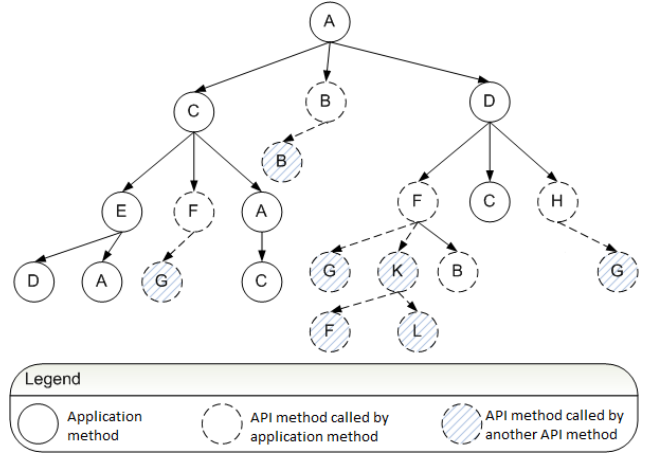 A
C
B
D
B
E
F
A
F
C
H
D
A
G
C
G
K
B
G
F
L
Legend
Application
method
API method called by
application method
API method called by
another API method